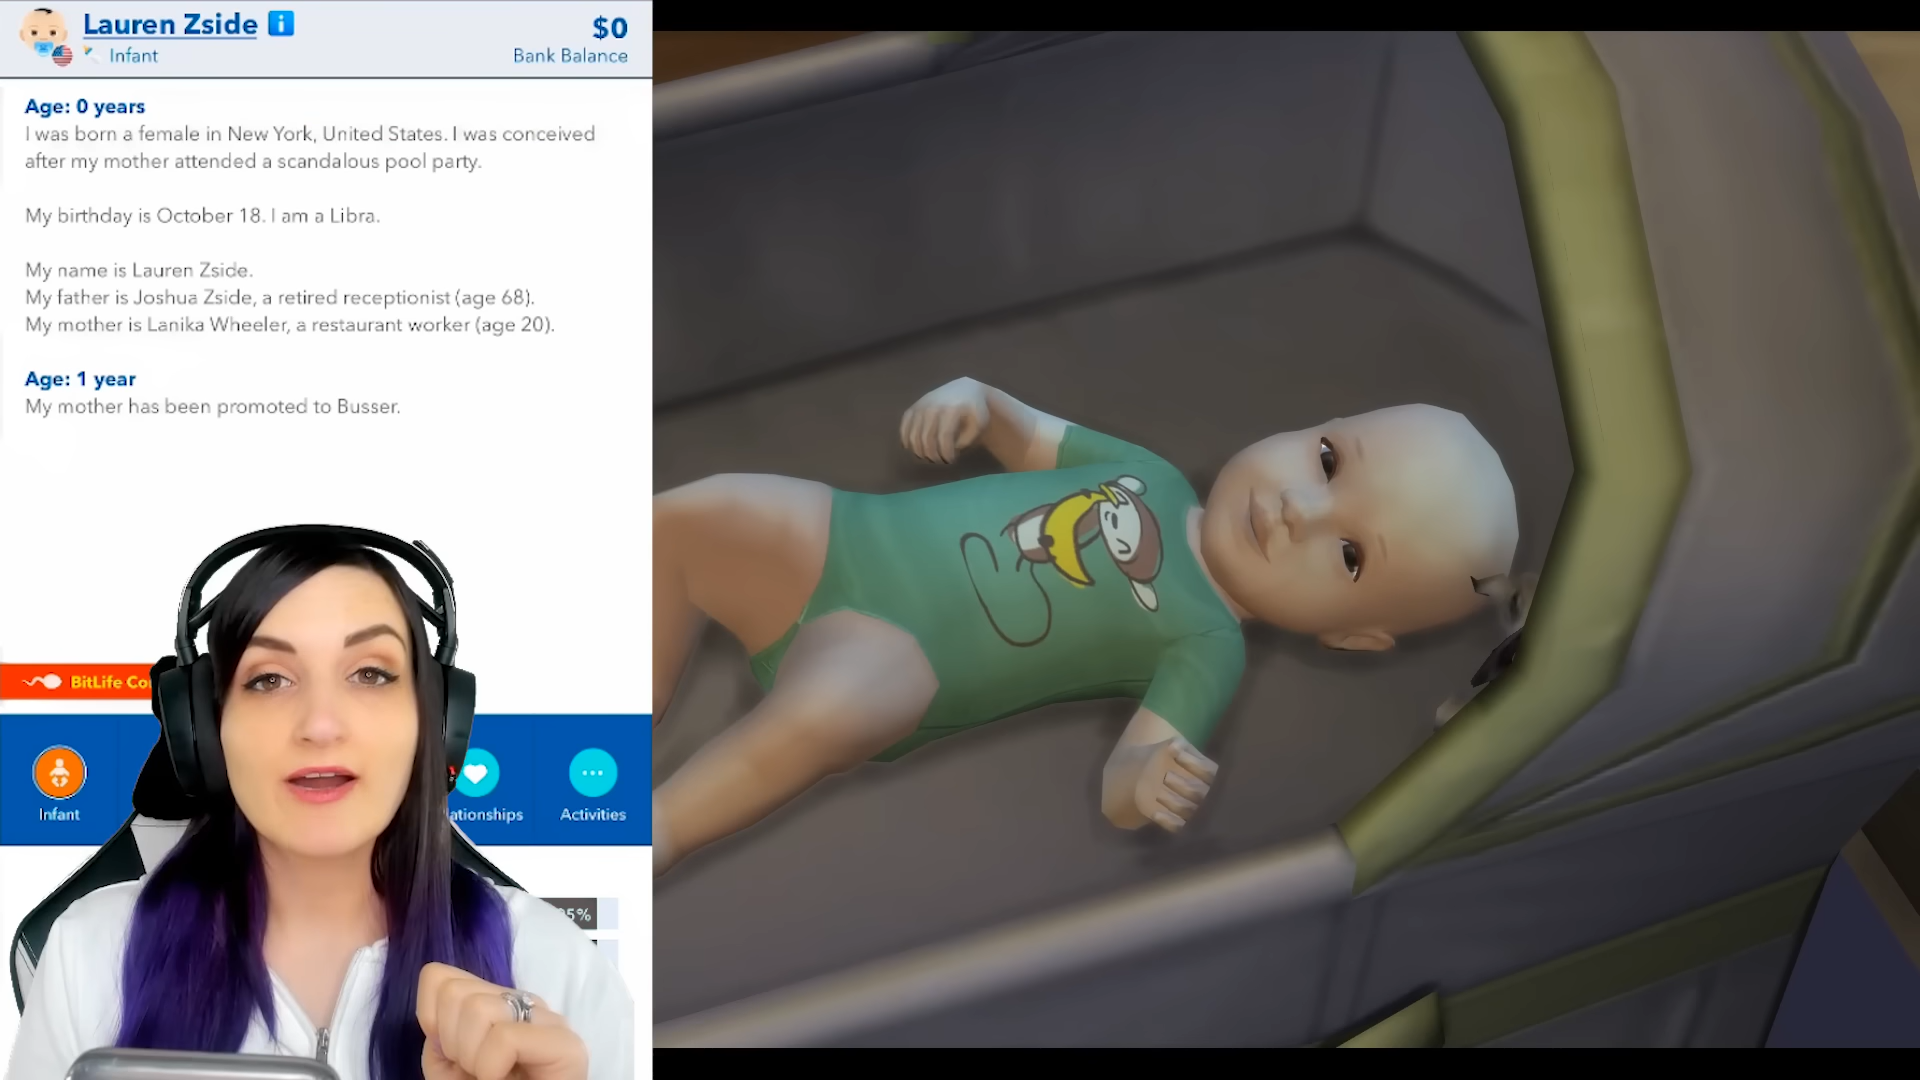 Lauren Zside
$0
Infant
Bank Balance
Age: 0 years
I was born a female in New York, United States. I was conceived
after my mother attended a scandalous pool party.
My birthday is October 18. I am a Libra.
My name is Lauren Zside.
My father is Joshua Zside, a retired receptionist (age 68).
My mother is Lanika Wheeler, a restaurant worker (age 20).
Age: 1 year
My mother has been promoted to Busser.
BitLife Co
Infant
ationships
Activities
5%